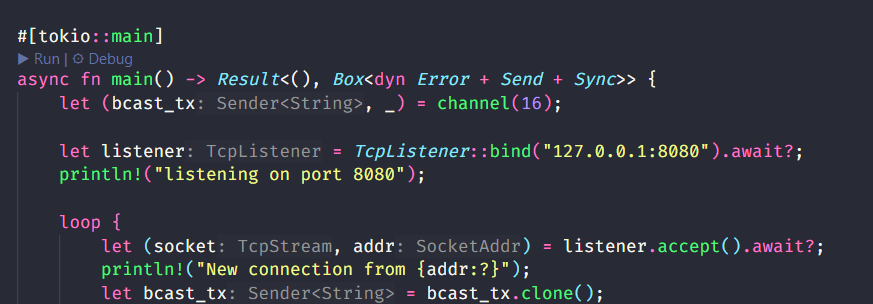 #[tokio::main]
▶ Run | ⚙ Debug
async fn main() -> Result<(), Box<dyn Error + Send + Sync>> {
let (bcast_tx: Sender<String>, _) = channel(16);
let listener: TcpListener = TcpListener::bind("127.0.0.1:8080").await?;
println!("listening on port 8080");
loop {
let (socket: TcpStream, addr: SocketAddr) = listener.accept().await?;
println!("New connection from {addr:?}");
let bcast_tx: Sender<String> = bcast_tx.clone();